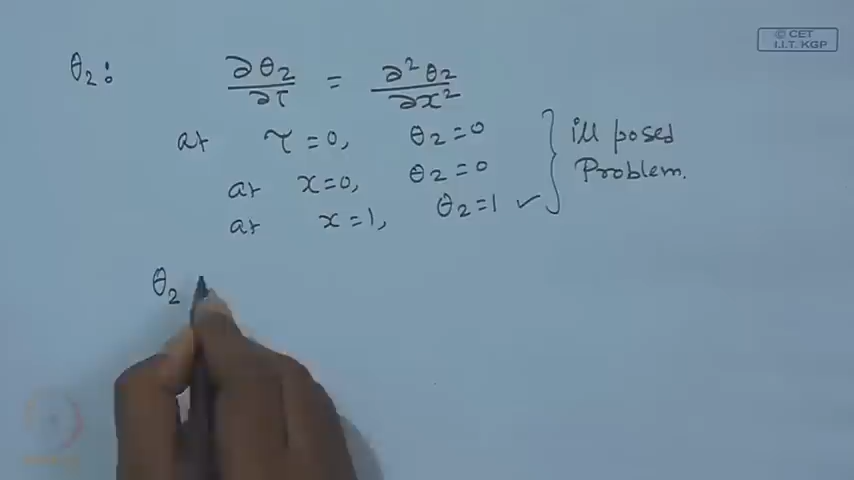 © CET
I.I.T. KGP
θ₂: ∂θ₂/∂τ = ∂²θ₂/∂x²
at τ=0, θ₂=0
at x=0, θ₂=0
at x=1, θ₂=1 ✓
ill posed
Problem.
θ₂